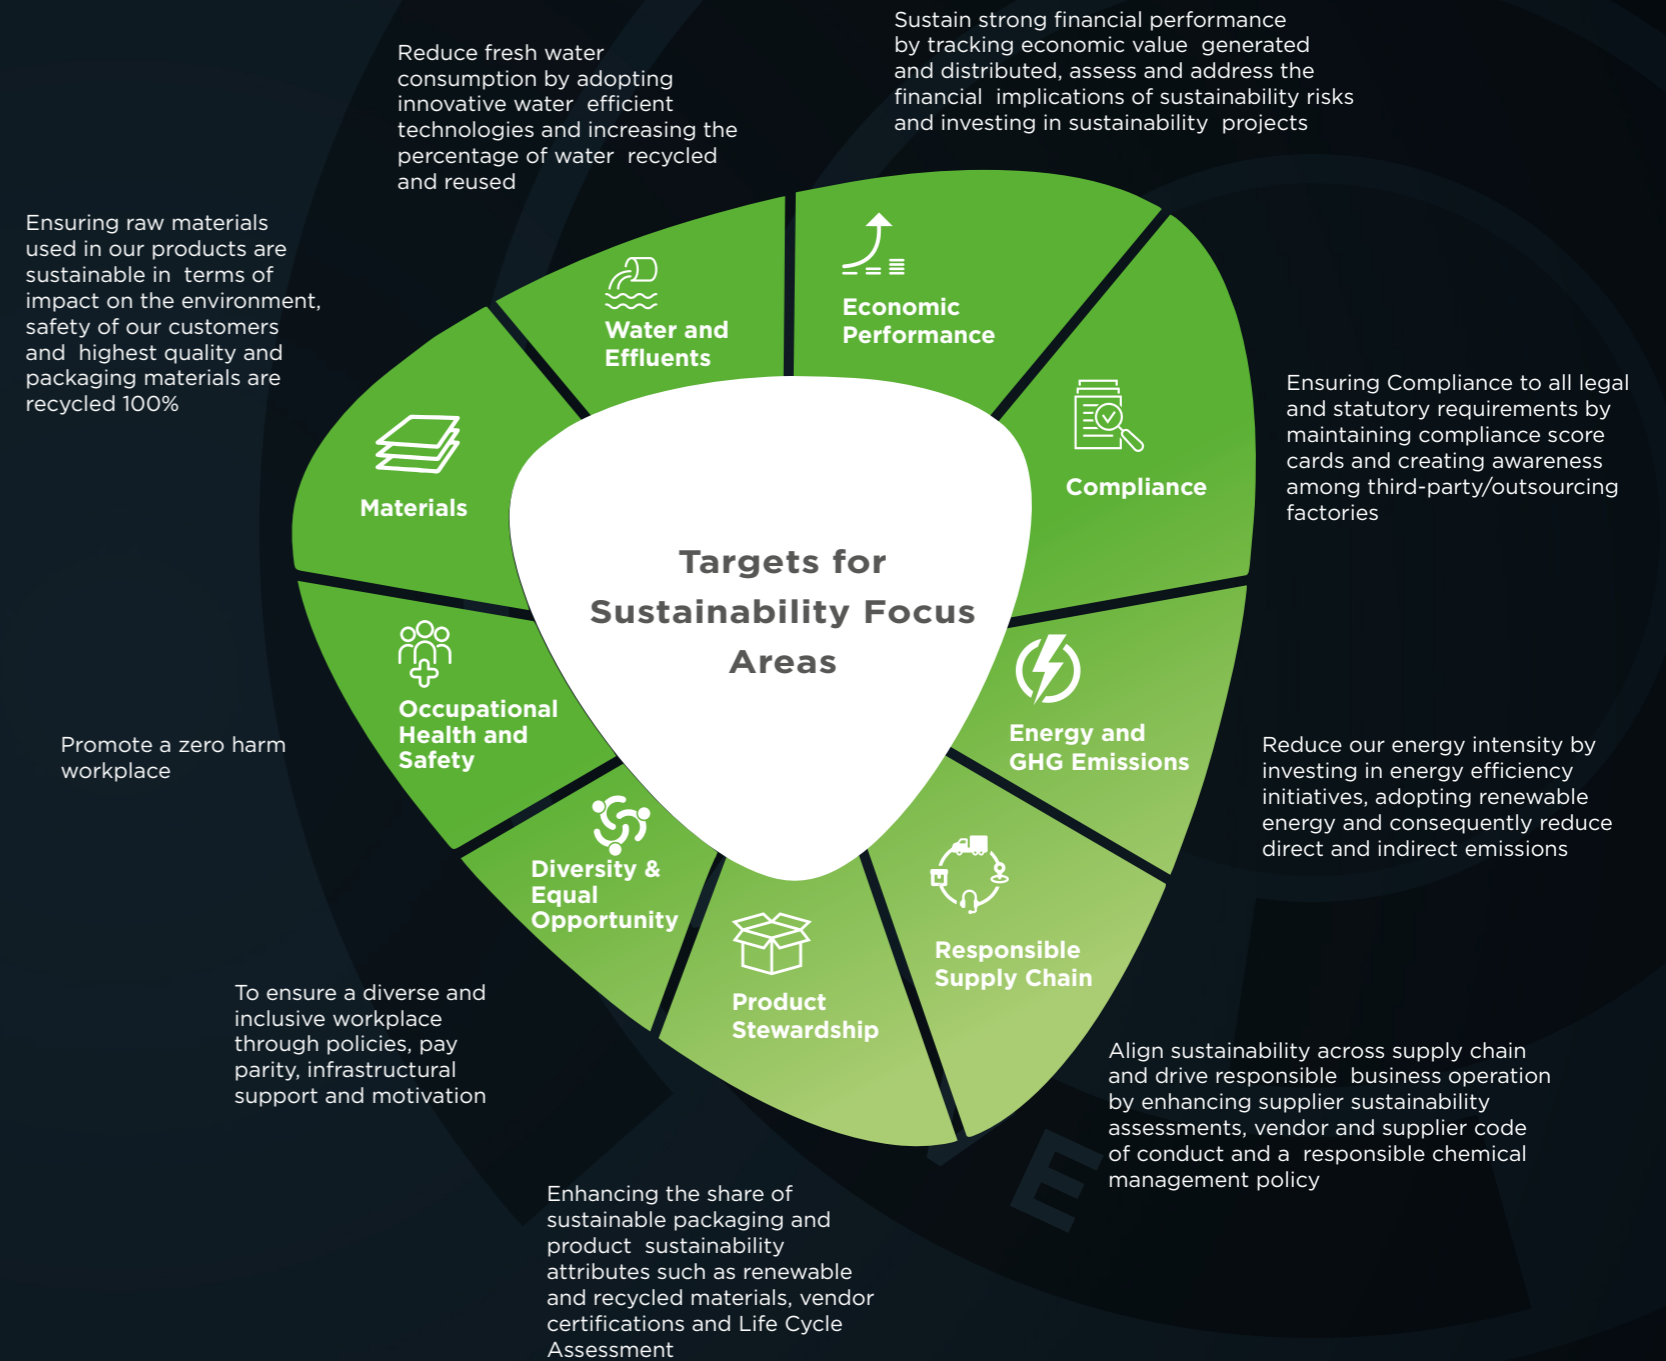 Sustain strong financial performance
by tracking economic value generated
and distributed, assess and address the
financial implications of sustainability risks
and investing in sustainability projects
Reduce fresh water
consumption by adopting
innovative water efficient
technologies and increasing the
percentage of water recycled
and reused
Ensuring raw materials
used in our products are
sustainable in terms of
impact on the environment,
safety of our customers
and highest quality and
packaging materials are
recycled 100%
Economic
Performance
Water and
Effluents
Materials
Compliance
Ensuring Compliance to all legal
and statutory requirements by
maintaining compliance score
cards and creating awareness
among third-party/outsourcing
factories
Targets for
Sustainability Focus
Areas
Occupational
Health and
Safety
Promote a zero harm
workplace
Energy and
GHG Emissions
Reduce our energy intensity by
investing in energy efficiency
initiatives, adopting renewable
energy and consequently reduce
direct and indirect emissions
Diversity &
Equal
Opportunity
To ensure a diverse and
inclusive workplace
through policies, pay
parity, infrastructural
support and motivation
Product
Stewardship
Responsible
Supply Chain
Align sustainability across supply chain
and drive responsible business operation
by enhancing supplier sustainability
assessments, vendor and supplier code
of conduct and a responsible chemical
management policy
Enhancing the share of
sustainable packaging and
product sustainability
attributes such as renewable
and recycled materials, vendor
certifications and Life Cycle
Assessment